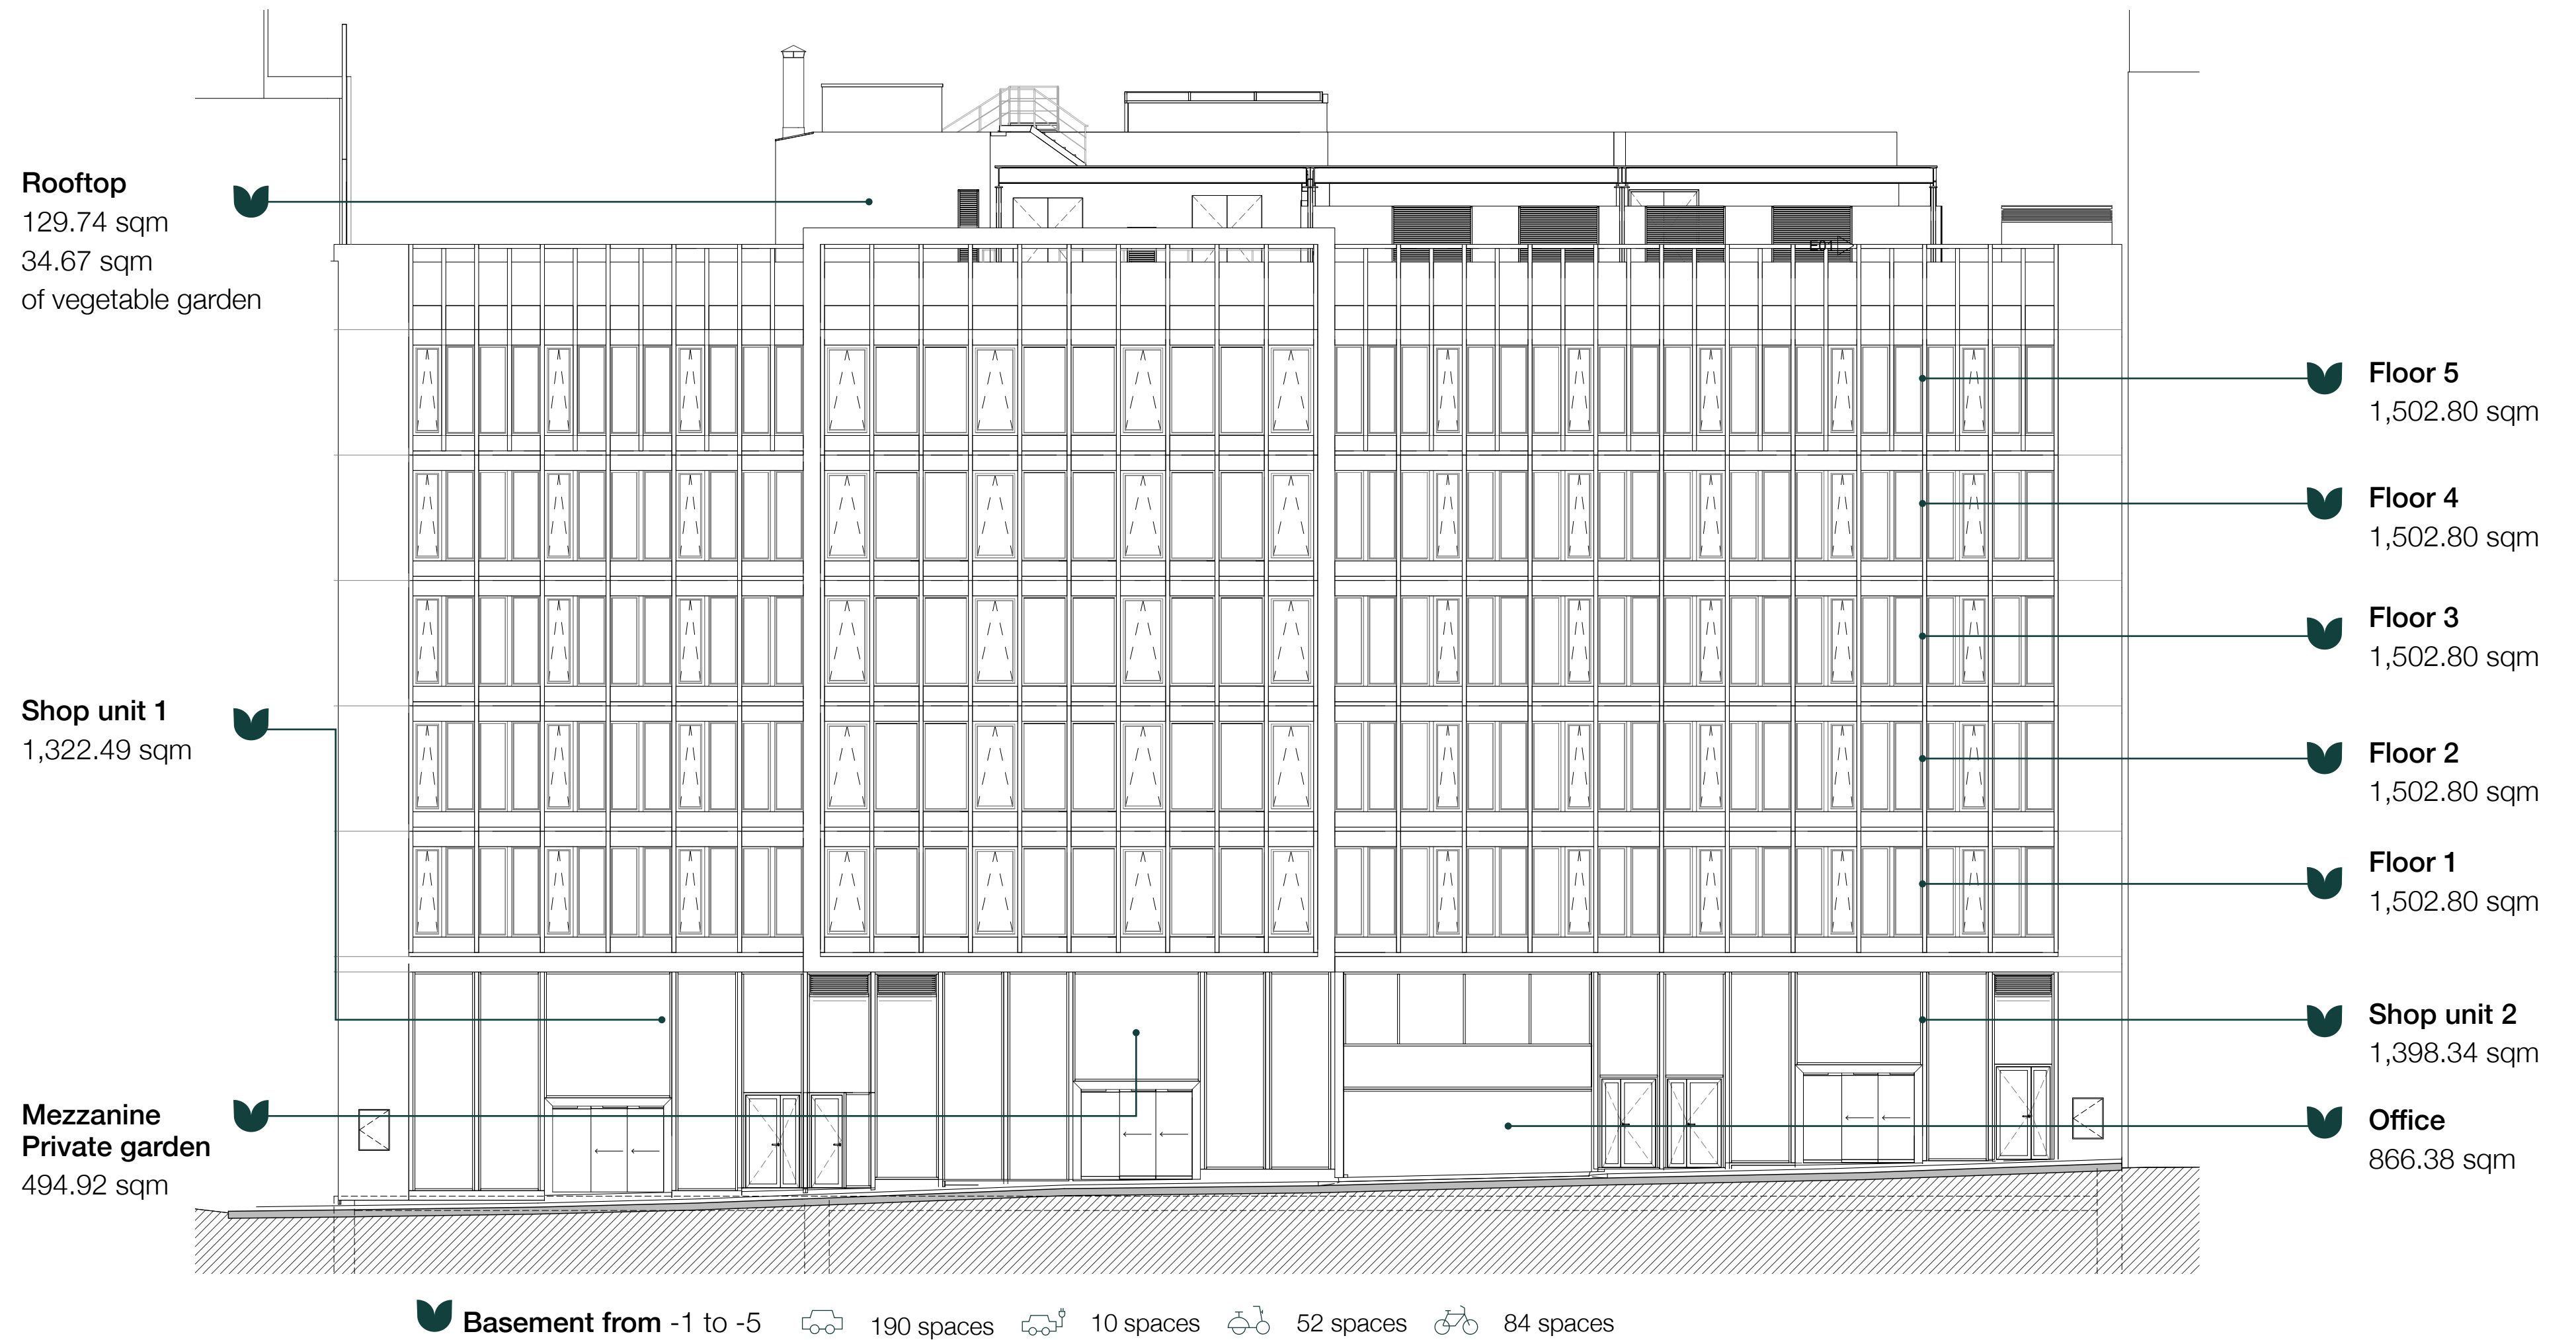 Rooftop
129.74 sqm
34.67 sqm
of vegetable garden
Shop unit 1
1,322.49 sqm
Mezzanine
Private garden
494.92 sqm
E01
Floor 5
1,502.80 sqm
Floor 4
1,502.80 sqm
Floor 3
1,502.80 sqm
Floor 2
1,502.80 sqm
Floor 1
1,502.80 sqm
Shop unit 2
1,398.34 sqm
Office
866.38 sqm
Basement from -1 to -5 190 spaces 10 spaces 52 spaces 84 spaces